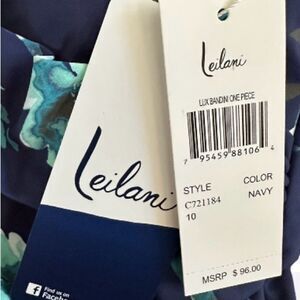 Leilani
LUX BANDINI ONE PIECE
7 95459 88106 4
STYLE COLOR
C721184 NAVY
10
MSRP $ 96.00
Leilani
Find us on
Facebook